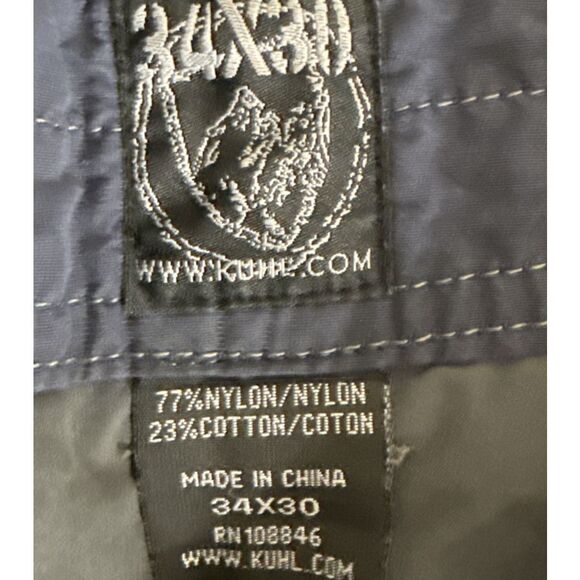 34X30
WWW.KUHL.COM
77%NYLON/NYLON
23%COTTON/COTON
MADE IN CHINA
34X30
RN108846
WWW.KUHL.COM